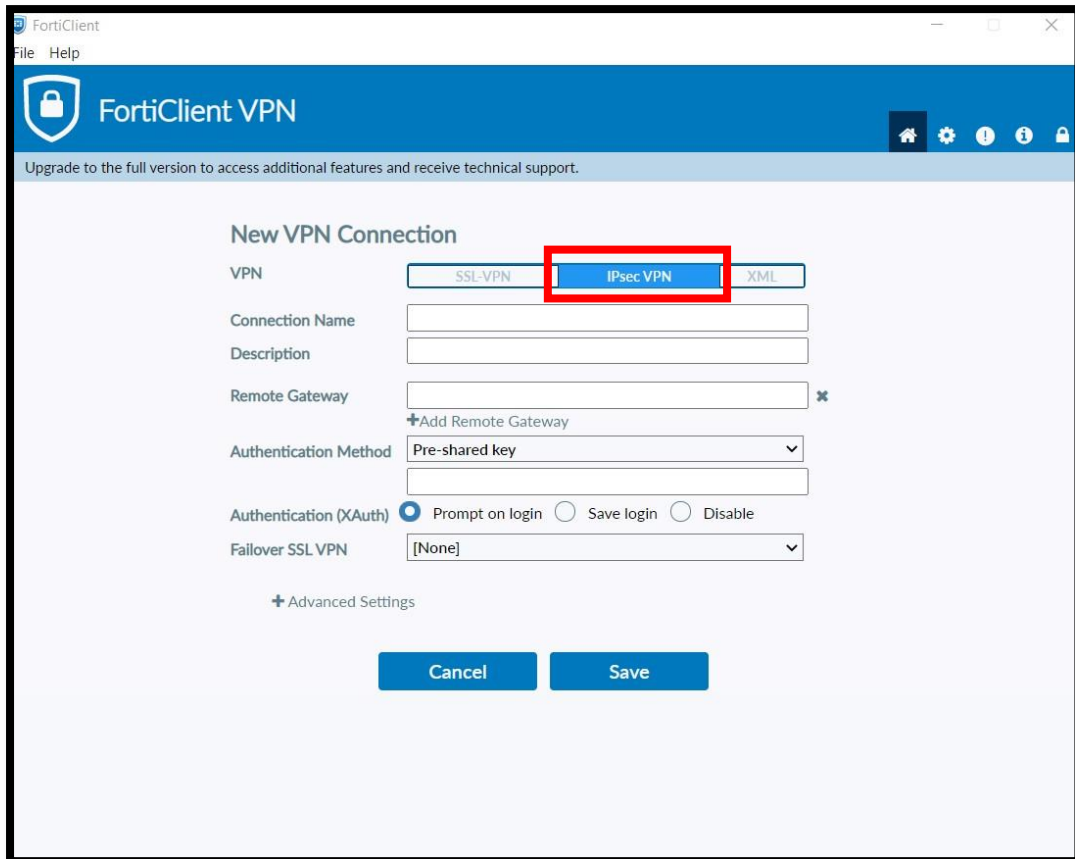 FortiClient
File Help
FortiClient VPN
Upgrade to the full version to access additional features and receive technical support.
New VPN Connection
VPN SSL-VPN IPsec VPN XML
Connection Name
Description
Remote Gateway
+Add Remote Gateway
Authentication Method Pre-shared key
Authentication (XAuth) Prompt on login Save login Disable
Failover SSL VPN [None]
+ Advanced Settings
Cancel Save